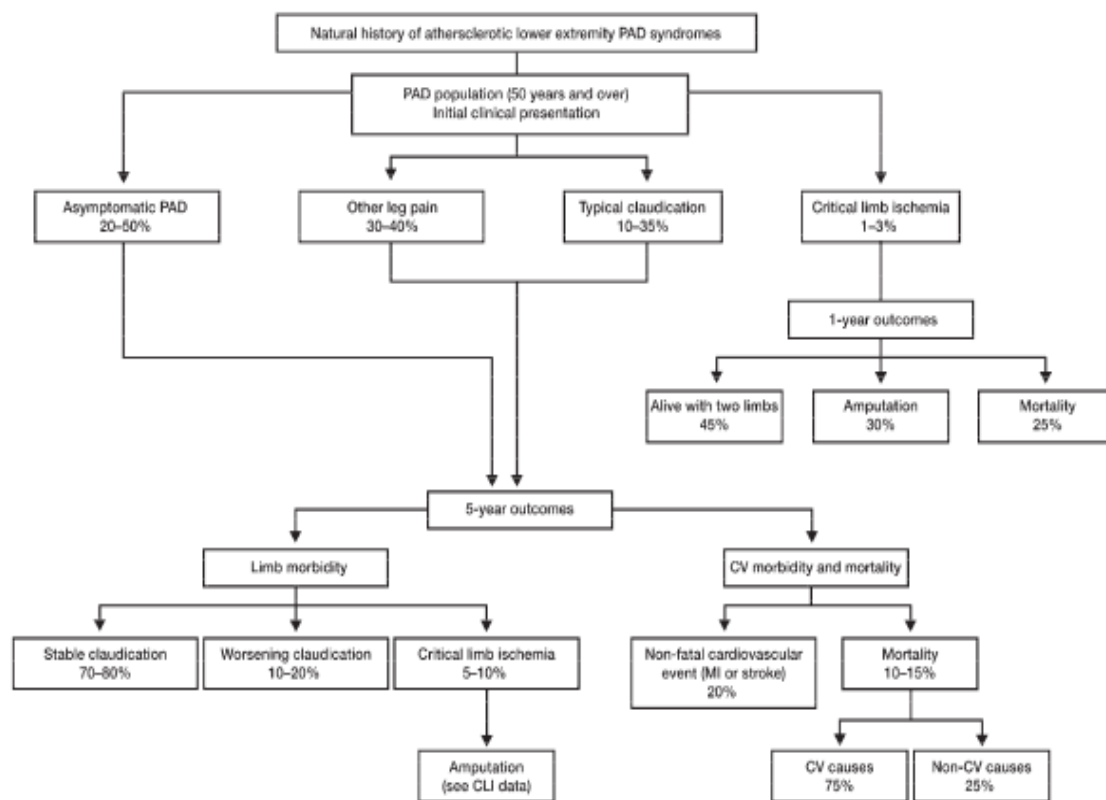 Natural history of athersclerotic lower extremity PAD syndromes
PAD population (50 years and over)
Initial clinical presentation
Asymptomatic PAD
20–50%
Other leg pain
30–40%
Typical claudication
10–35%
Critical limb ischemia
1–3%
1-year outcomes
Alive with two limbs
45%
Amputation
30%
Mortality
25%
5-year outcomes
Limb morbidity
CV morbidity and mortality
Stable claudication
70–80%
Worsening claudication
10–20%
Critical limb ischemia
5–10%
Non-fatal cardiovascular
event (MI or stroke)
20%
Mortality
10–15%
Amputation
(see CLI data)
CV causes
75%
Non-CV causes
25%